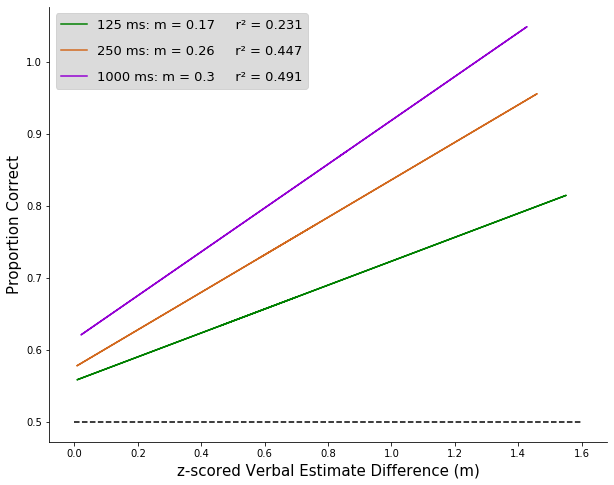 125 ms: m = 0.17 r² = 0.231
250 ms: m = 0.26 r² = 0.447
1000 ms: m = 0.3 r² = 0.491
1.0
0.9
0.8
0.7
0.6
0.5
Proportion Correct
0.0 0.2 0.4 0.6 0.8 1.0 1.2 1.4 1.6
z-scored Verbal Estimate Difference (m)